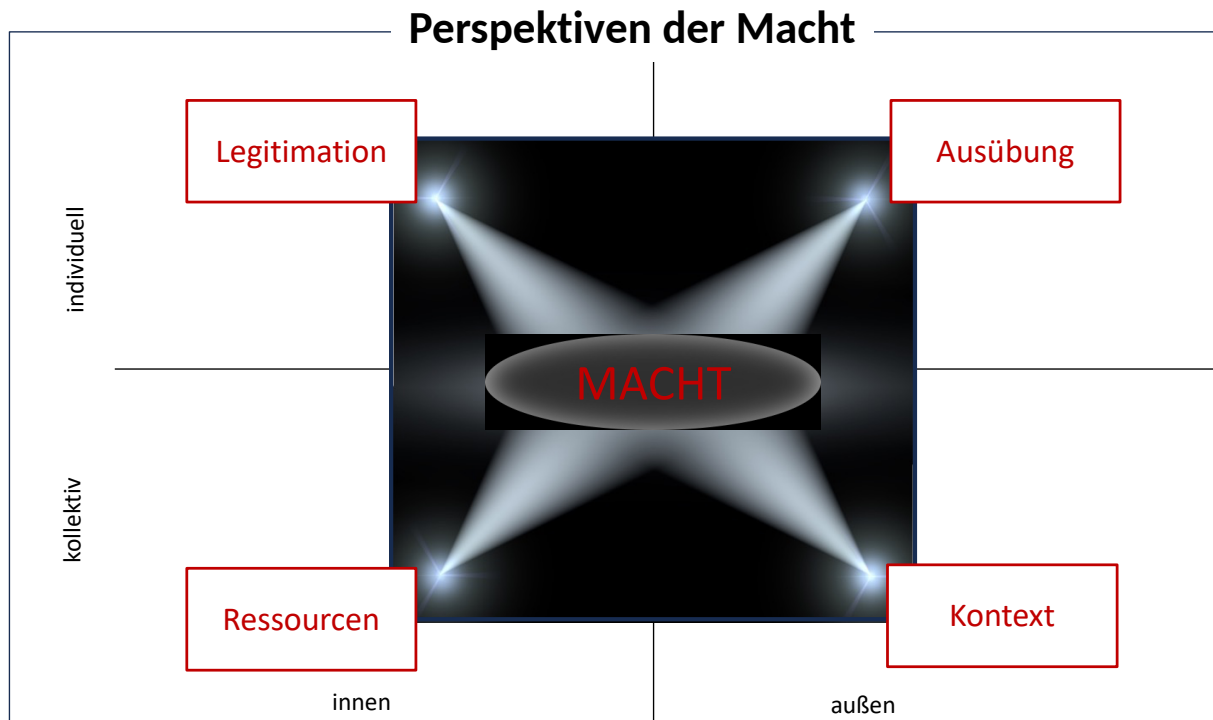 Perspektiven der Macht
Legitimation
Ausübung
individuell
MACHT
kollektiv
Ressourcen
Kontext
innen
außen